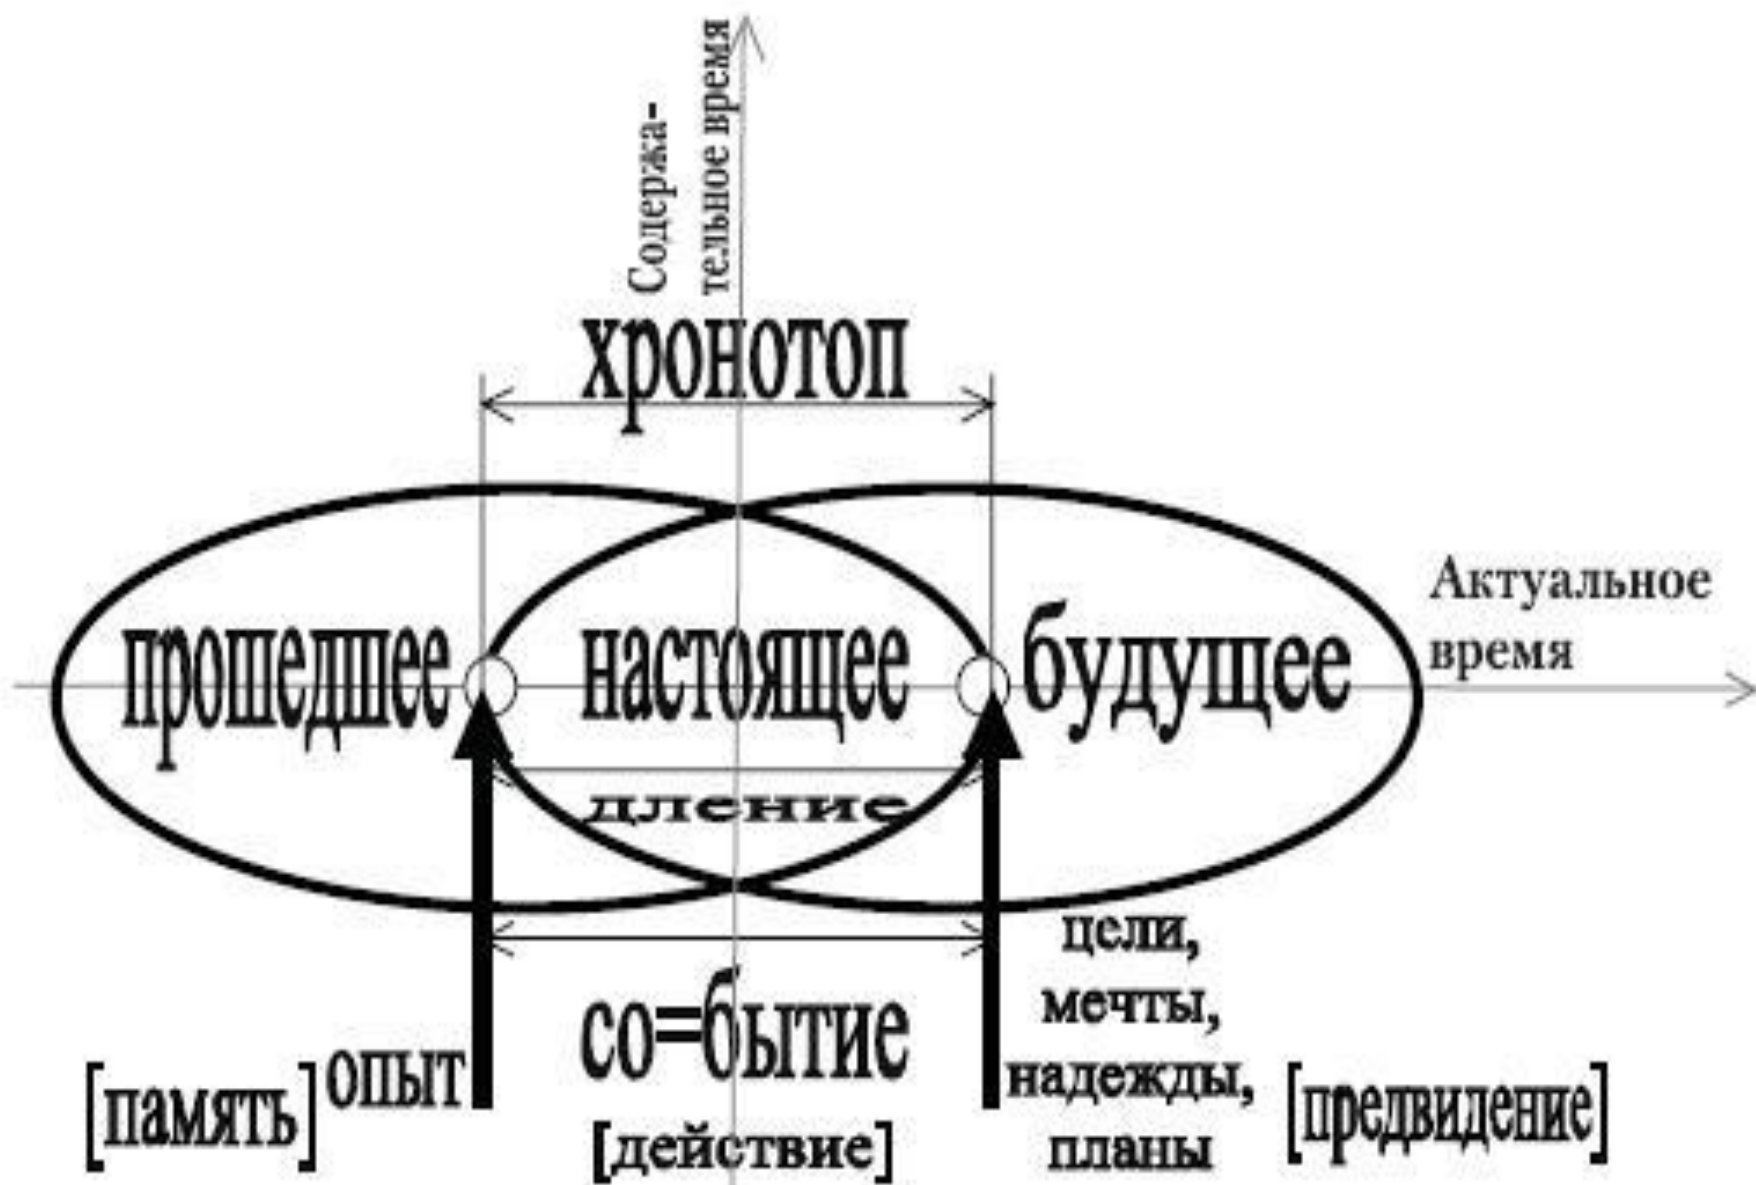 Содержа-
тельное время
хронотоп
Актуальное
время
прошедшее
настоящее
будущее
дление
цели,
мечты,
надежды,
планы
со=бытие
[память]
опыт
[действие]
[предвидение]